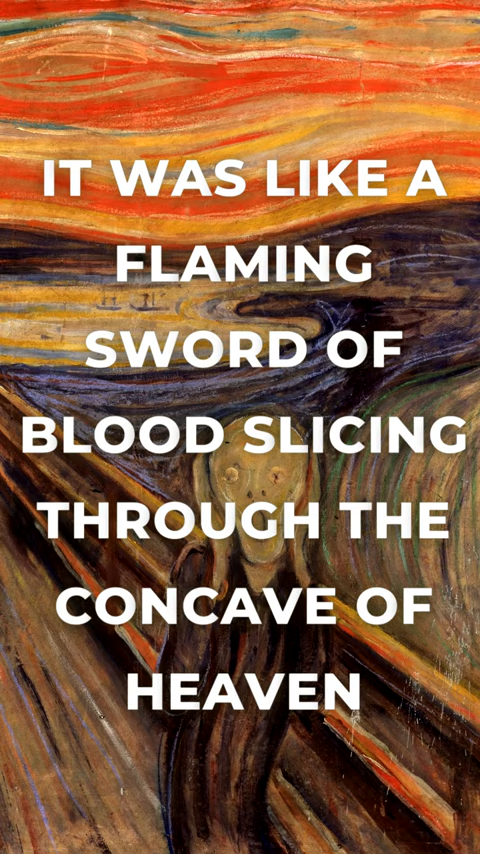 IT WAS LIKE A
FLAMING
SWORD OF
BLOOD SLICING
THROUGH THE
CONCAVE OF
HEAVEN